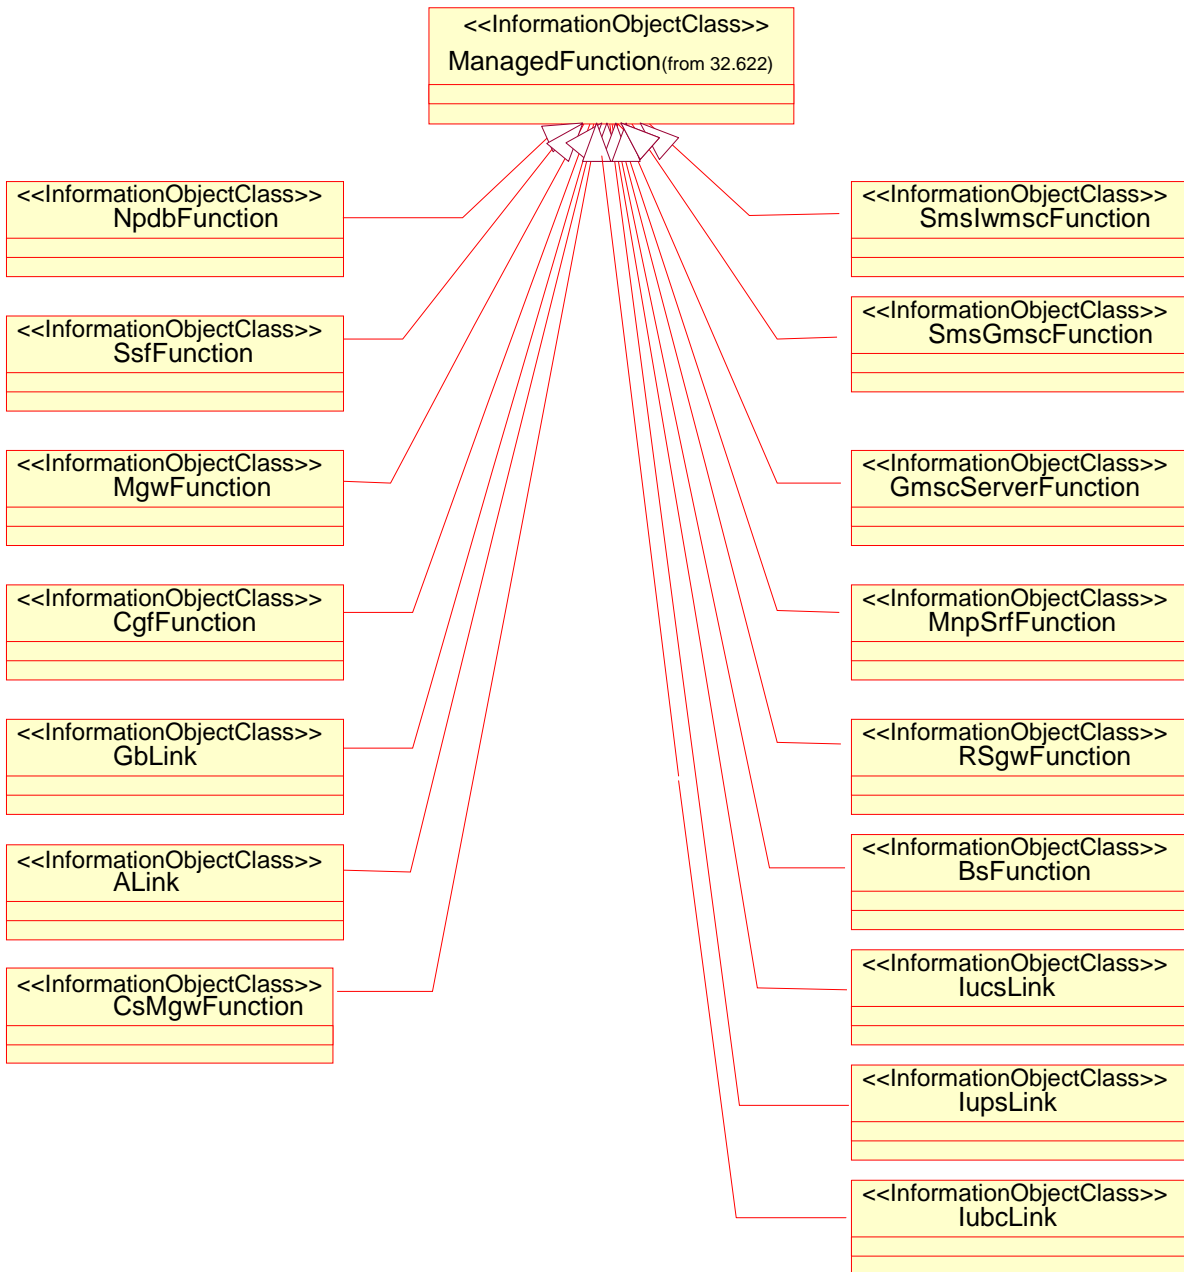 <<InformationObjectClass>>
ManagedFunction(from 32.622)
<<InformationObjectClass>>
NpdbFunction
<<InformationObjectClass>>
SsfFunction
<<InformationObjectClass>>
MgwFunction
<<InformationObjectClass>>
CgfFunction
<<InformationObjectClass>>
GbLink
<<InformationObjectClass>>
ALink
<<InformationObjectClass>>
CsMgwFunction
<<InformationObjectClass>>
SmsIwmscFunction
<<InformationObjectClass>>
SmsGmscFunction
<<InformationObjectClass>>
GmscServerFunction
<<InformationObjectClass>>
MnpSrfFunction
<<InformationObjectClass>>
RSgwFunction
<<InformationObjectClass>>
BsFunction
<<InformationObjectClass>>
IucsLink
<<InformationObjectClass>>
IupsLink
<<InformationObjectClass>>
IubcLink